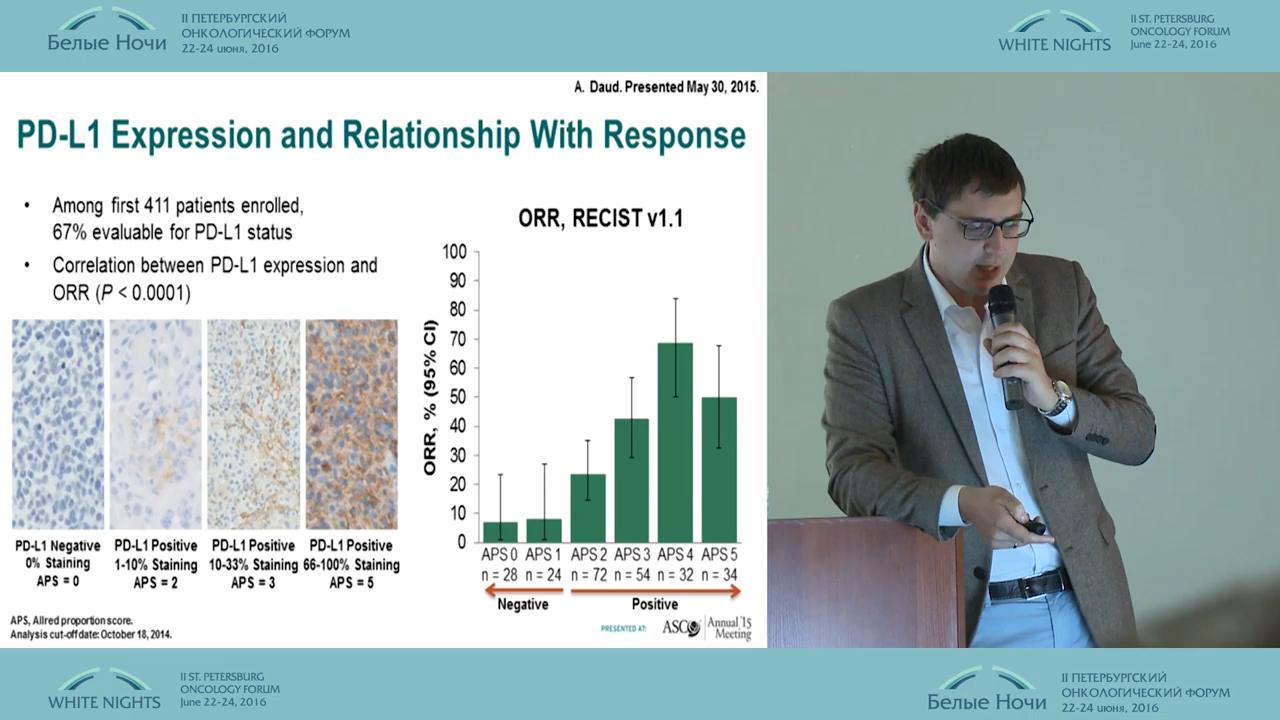 Белые Ночи
II ПЕТЕРБУРГСКИЙ
ОНКОЛОГИЧЕСКИЙ ФОРУМ
22-24 июня, 2016
WHITE NIGHTS
II ST. PETERSBURG
ONCOLOGY FORUM
June 22-24, 2016
A. Daud. Presented May 30, 2015.
PD-L1 Expression and Relationship With Response
• Among first 411 patients enrolled,
67% evaluable for PD-L1 status
• Correlation between PD-L1 expression and
ORR (P < 0.0001)
PD-L1 Negative
0% Staining
APS = 0
PD-L1 Positive
1-10% Staining
APS = 2
PD-L1 Positive
10-33% Staining
APS = 3
PD-L1 Positive
66-100% Staining
APS = 5
ORR, RECIST v1.1
ORR, % (95% CI)
100
90
80
70
60
50
40
30
20
10
0
APS 0 APS 1 APS 2 APS 3 APS 4 APS 5
n = 28 n = 24 n = 72 n = 54 n = 32 n = 34
Negative Positive
APS, Allred proportion score.
Analysis cut-off date: October 18, 2014.
PRESENTED AT:
ASCO
Annual '15
Meeting
WHITE NIGHTS
II ST. PETERSBURG
ONCOLOGY FORUM
June 22-24, 2016
Белые Ночи
II ПЕТЕРБУРГСКИЙ
ОНКОЛОГИЧЕСКИЙ ФОРУМ
22-24 июня, 2016